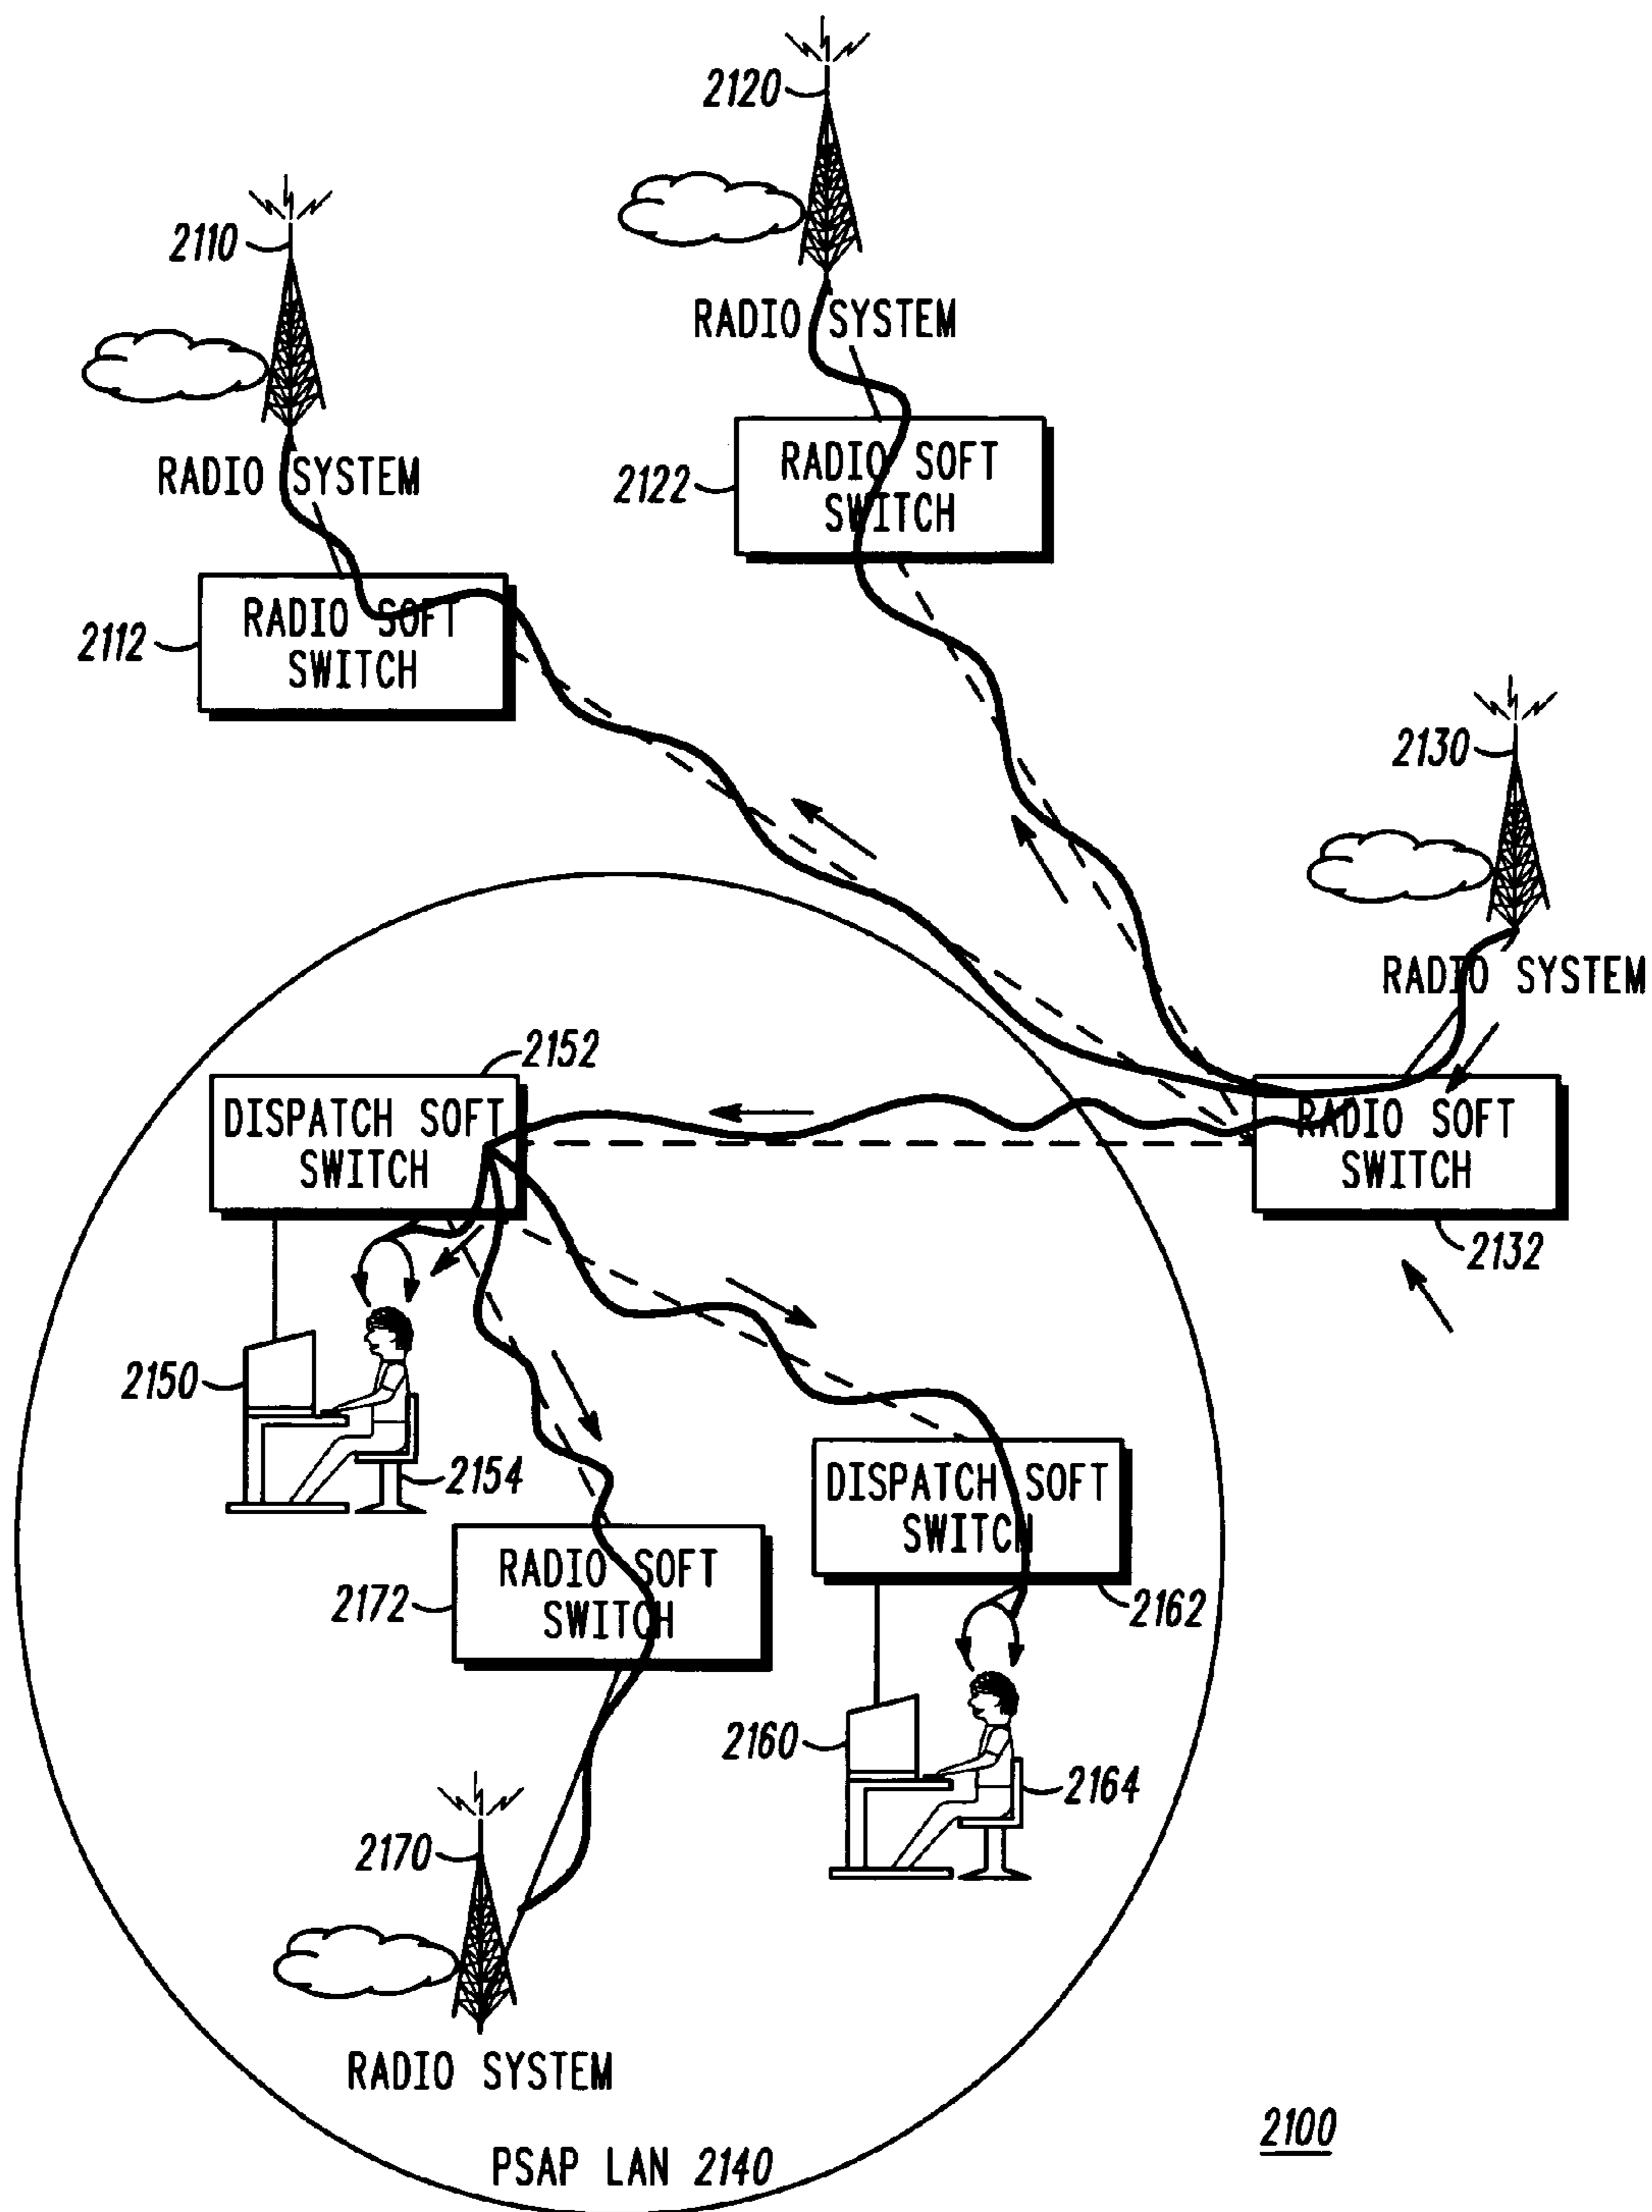 2120
2110
RADIO SYSTEM
RADIO SYSTEM
2122
RADIO SOFT
SWITCH
2112
RADIO SOFT
SWITCH
2130
RADIO SYSTEM
2152
DISPATCH SOFT
SWITCH
RADIO SOFT
SWITCH
2132
2150
2154
DISPATCH SOFT
SWITCH
2162
RADIO SOFT
SWITCH
2172
2160
2164
2170
RADIO SYSTEM
PSAP LAN 2140
2100